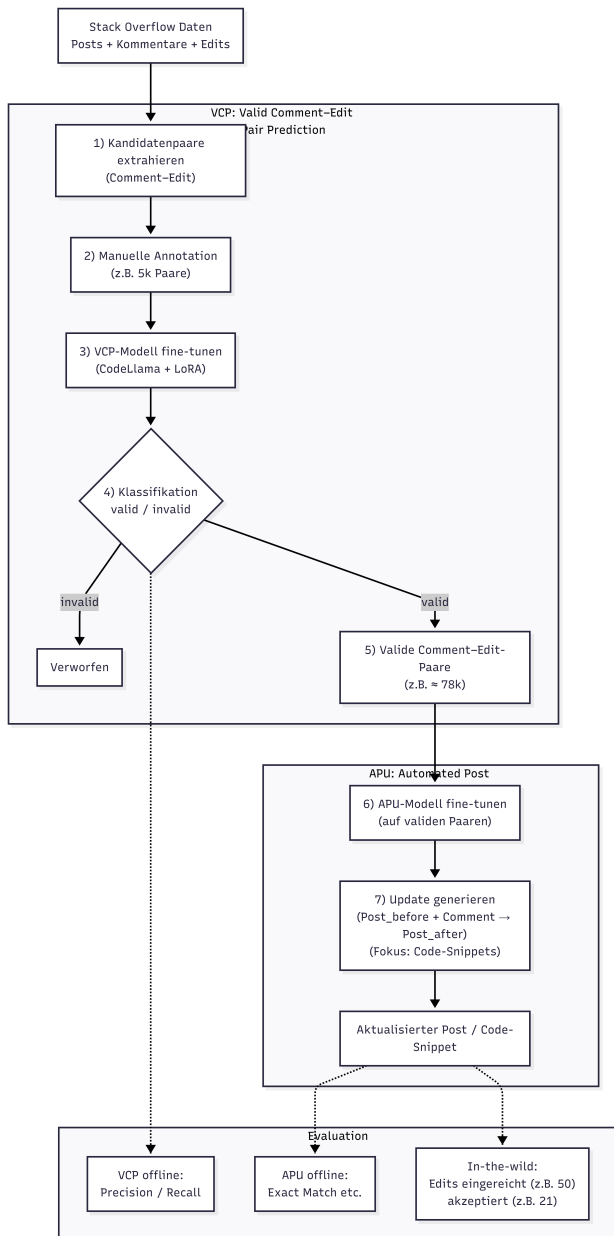 Stack Overflow Daten
Posts + Kommentare + Edits
VCP: Valid Comment–Edit
Pair Prediction
1) Kandidatenpaare
extrahieren
(Comment–Edit)
2) Manuelle Annotation
(z.B. 5k Paare)
3) VCP-Modell fine-tunen
(CodeLlama + LoRA)
4) Klassifikation
valid / invalid
invalid
valid
Verworfen
5) Valide Comment–Edit-
Paare
(z.B. ≈ 78k)
APU: Automated Post
6) APU-Modell fine-tunen
(auf validen Paaren)
7) Update generieren
(Post_before + Comment →
Post_after)
(Fokus: Code-Snippets)
Aktualisierter Post / Code-
Snippet
Evaluation
VCP offline:
Precision / Recall
APU offline:
Exact Match etc.
In-the-wild:
Edits eingereicht (z.B. 50)
akzeptiert (z.B. 21)